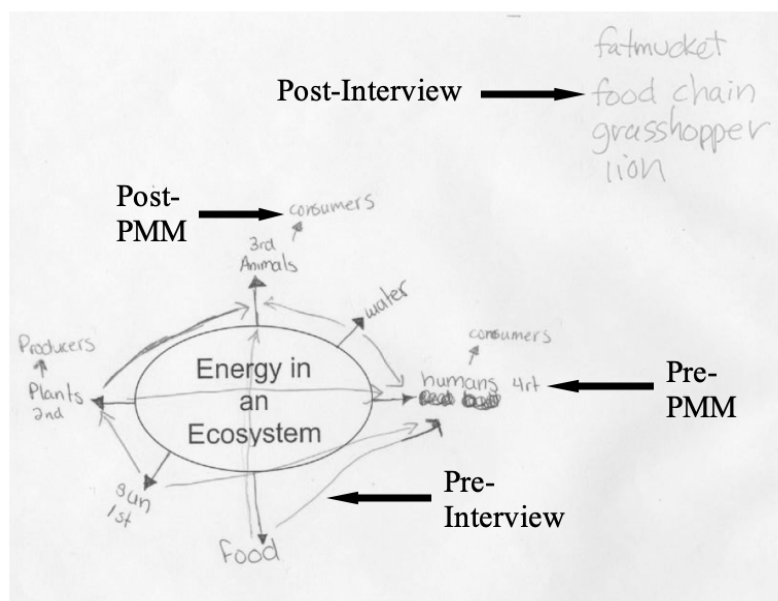 fatmucket
Post-Interview
food chain
grasshopper
lion
Post-
PMM
consumers
3rd
Animals
water
Producers
Plants
2nd
Energy in
an
Ecosystem
consumers
humans 4rt
Pre-
PMM
sun
1st
Food
Pre-
Interview